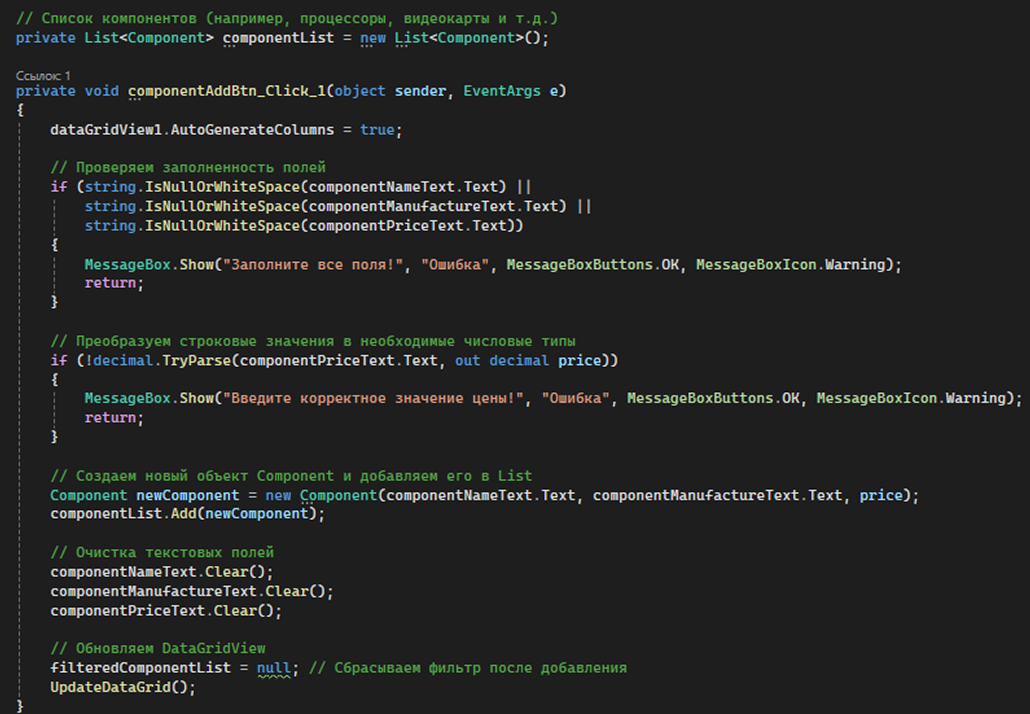 // Список компонентов (например, процессоры, видеокарты и т.д.)
private List<Component> componentList = new List<Component>();
Ссылок: 1
private void componentAddBtn_Click_1(object sender, EventArgs e)
{
dataGridView1.AutoGenerateColumns = true;
// Проверяем заполненность полей
if (string.IsNullOrWhiteSpace(componentNameText.Text) ||
string.IsNullOrWhiteSpace(componentManufactureText.Text) ||
string.IsNullOrWhiteSpace(componentPriceText.Text))
{
MessageBox.Show("Заполните все поля!", "Ошибка", MessageBoxButtons.OK, MessageBoxIcon.Warning);
return;
}
// Преобразуем строковые значения в необходимые числовые типы
if (!decimal.TryParse(componentPriceText.Text, out decimal price))
{
MessageBox.Show("Введите корректное значение цены!", "Ошибка", MessageBoxButtons.OK, MessageBoxIcon.Warning);
return;
}
// Создаем новый объект Component и добавляем его в List
Component newComponent = new Component(componentNameText.Text, componentManufactureText.Text, price);
componentList.Add(newComponent);
// Очистка текстовых полей
componentNameText.Clear();
componentManufactureText.Clear();
componentPriceText.Clear();
// Обновляем DataGridView
filteredComponentList = null; // Сбрасываем фильтр после добавления
UpdateDataGrid();
}